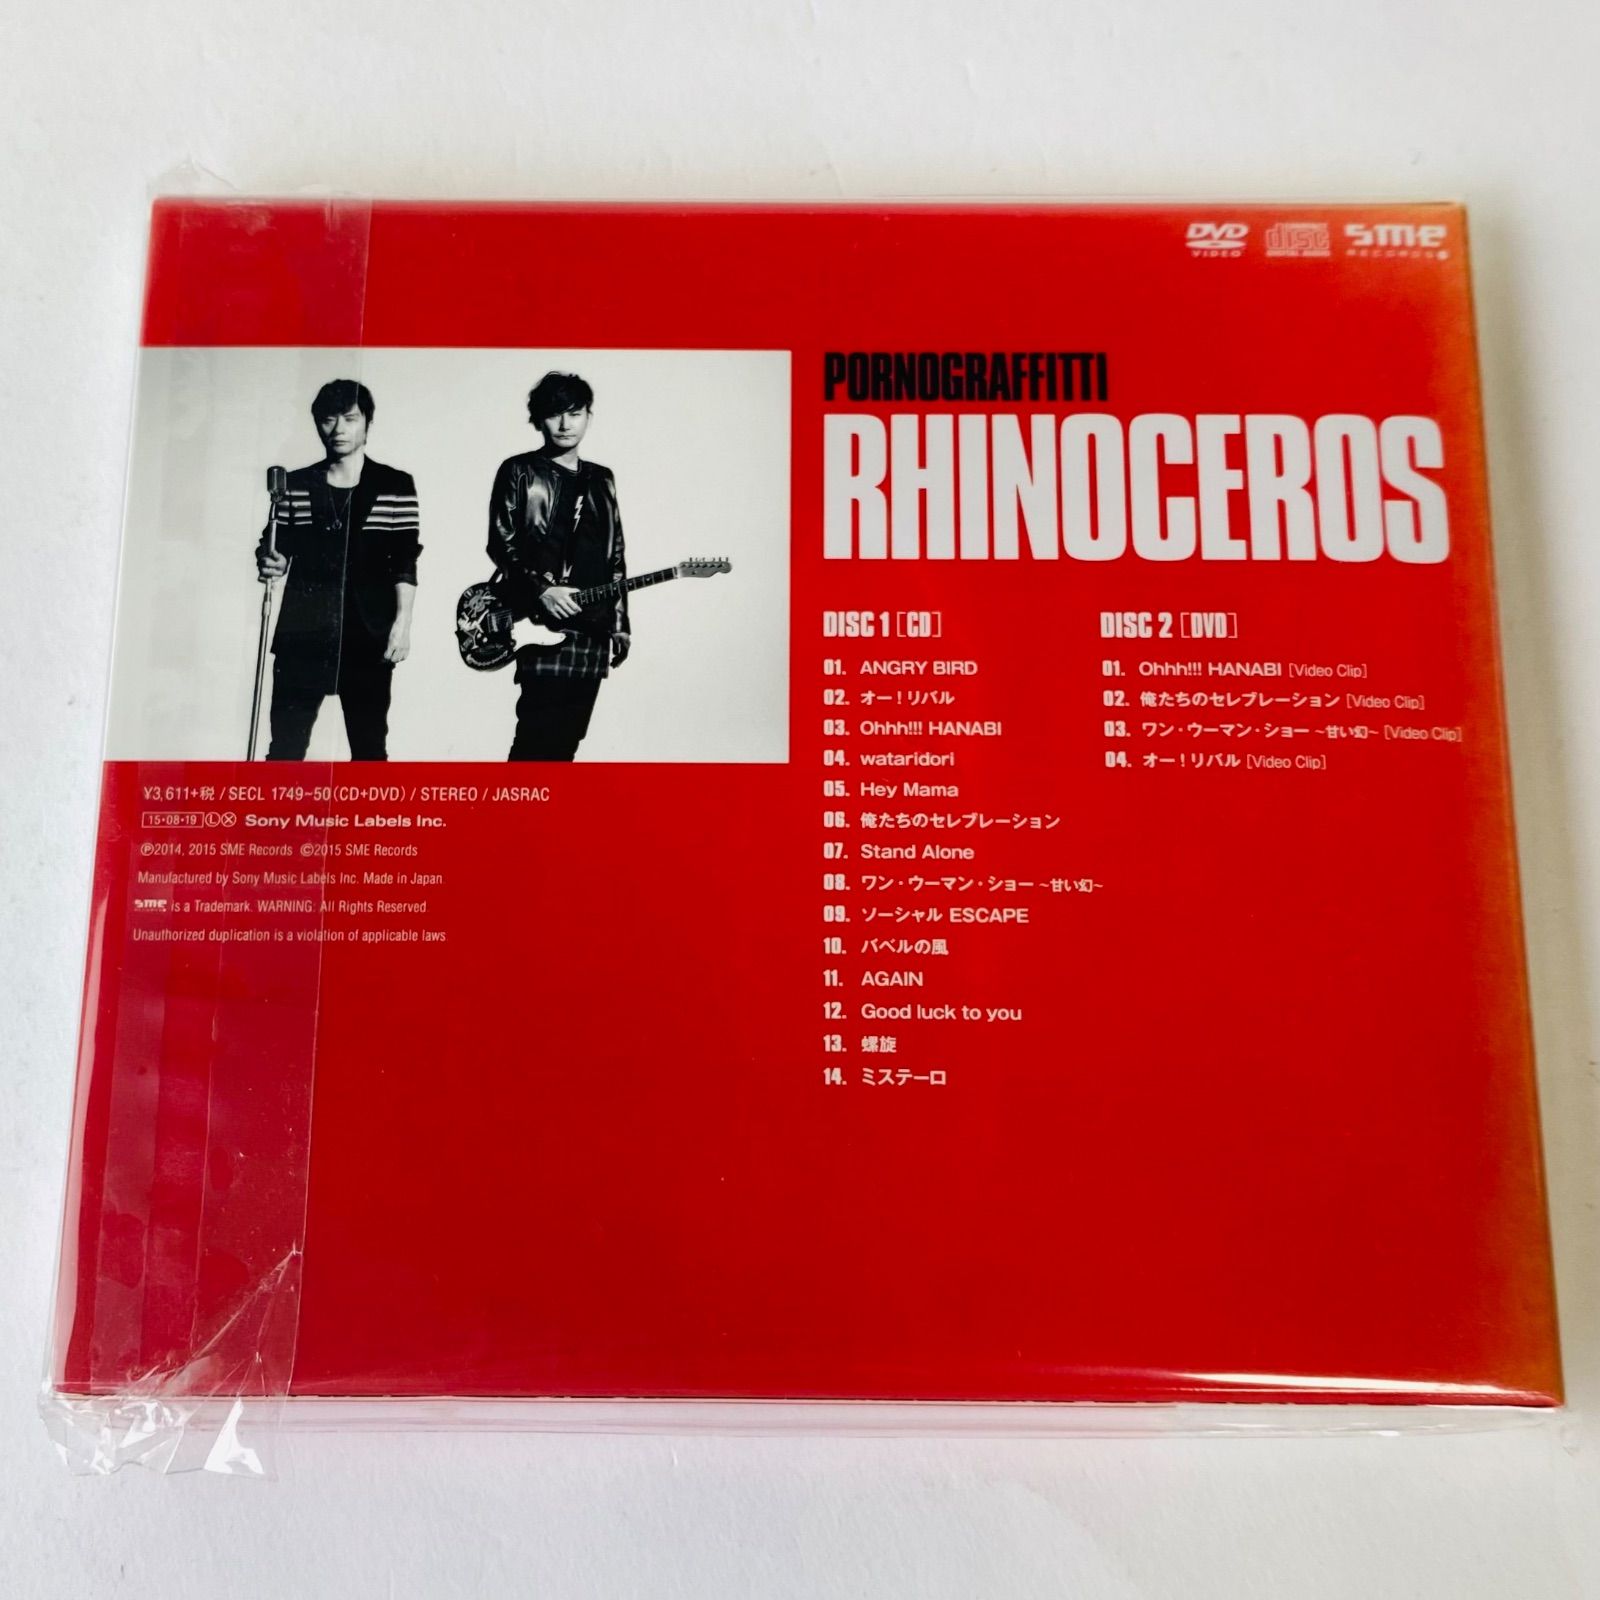 DVD
VIDEO
COMPACT
disc
DIGITAL AUDIO
sme
RECORDS
PORNOGRAFFITTI
RHINOCEROS
DISC 1 [CD]
01. ANGRY BIRD
02. オー!リバル
03. Ohhh!!! HANABI
04. wataridori
05. Hey Mama
06. 俺たちのセレブレーション
07. Stand Alone
08. ワン・ウーマン・ショー ~甘い幻~
09. ソーシャル ESCAPE
10. バベルの風
11. AGAIN
12. Good luck to you
13. 螺旋
14. ミステーロ
DISC 2 [DVD]
01. Ohhh!!! HANABI [Video Clip]
02. 俺たちのセレブレーション [Video Clip]
03. ワン・ウーマン・ショー ~甘い幻~ [Video Clip]
04. オー!リバル [Video Clip]
¥3,611+税 / SECL 1749~50(CD+DVD) / STEREO / JASRAC
15・08・19 Ⓛ Ⓧ Sony Music Labels Inc.
℗2014, 2015 SME Records ©2015 SME Records
Manufactured by Sony Music Labels Inc. Made in Japan.
sme is a Trademark. WARNING: All Rights Reserved.
Unauthorized duplication is a violation of applicable laws.